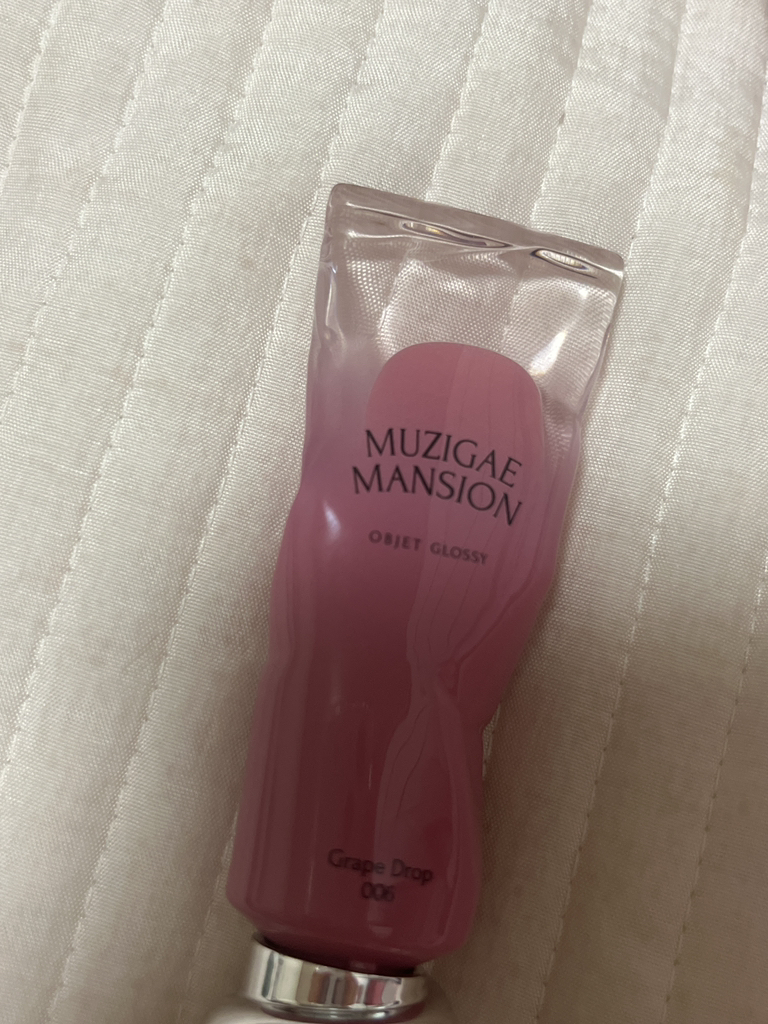 MUZIGAE
MANSION
OBJET GLOSSY
Grape Drop
006